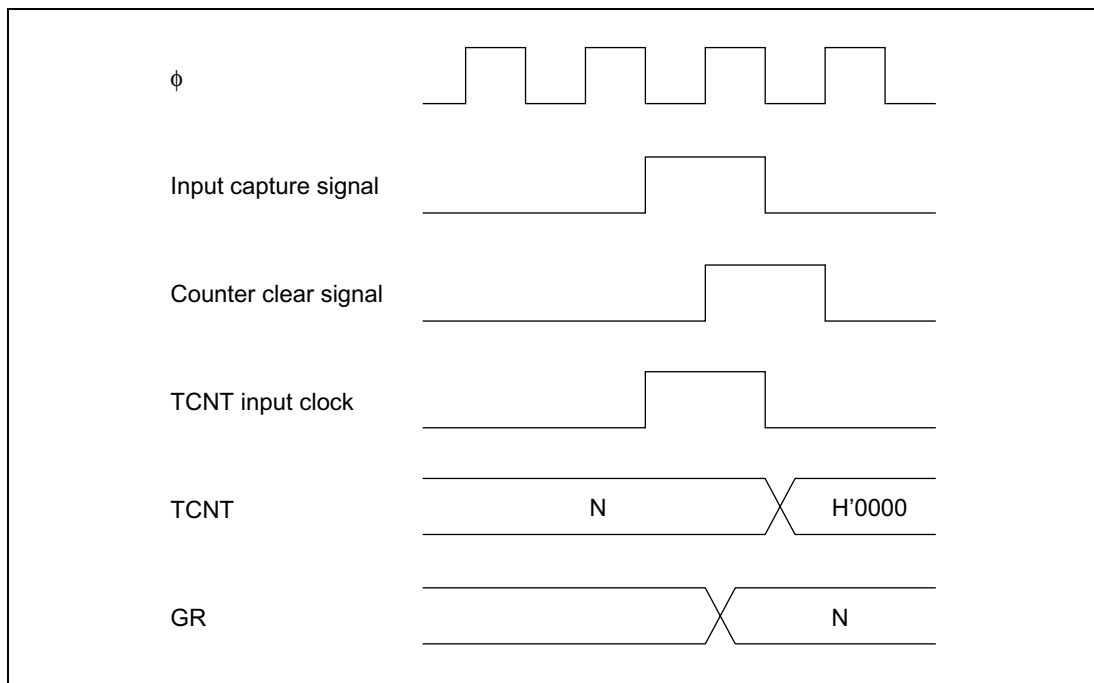 ϕ
Input capture signal
Counter clear signal
TCNT input clock
TCNT
N
H'0000
GR
N